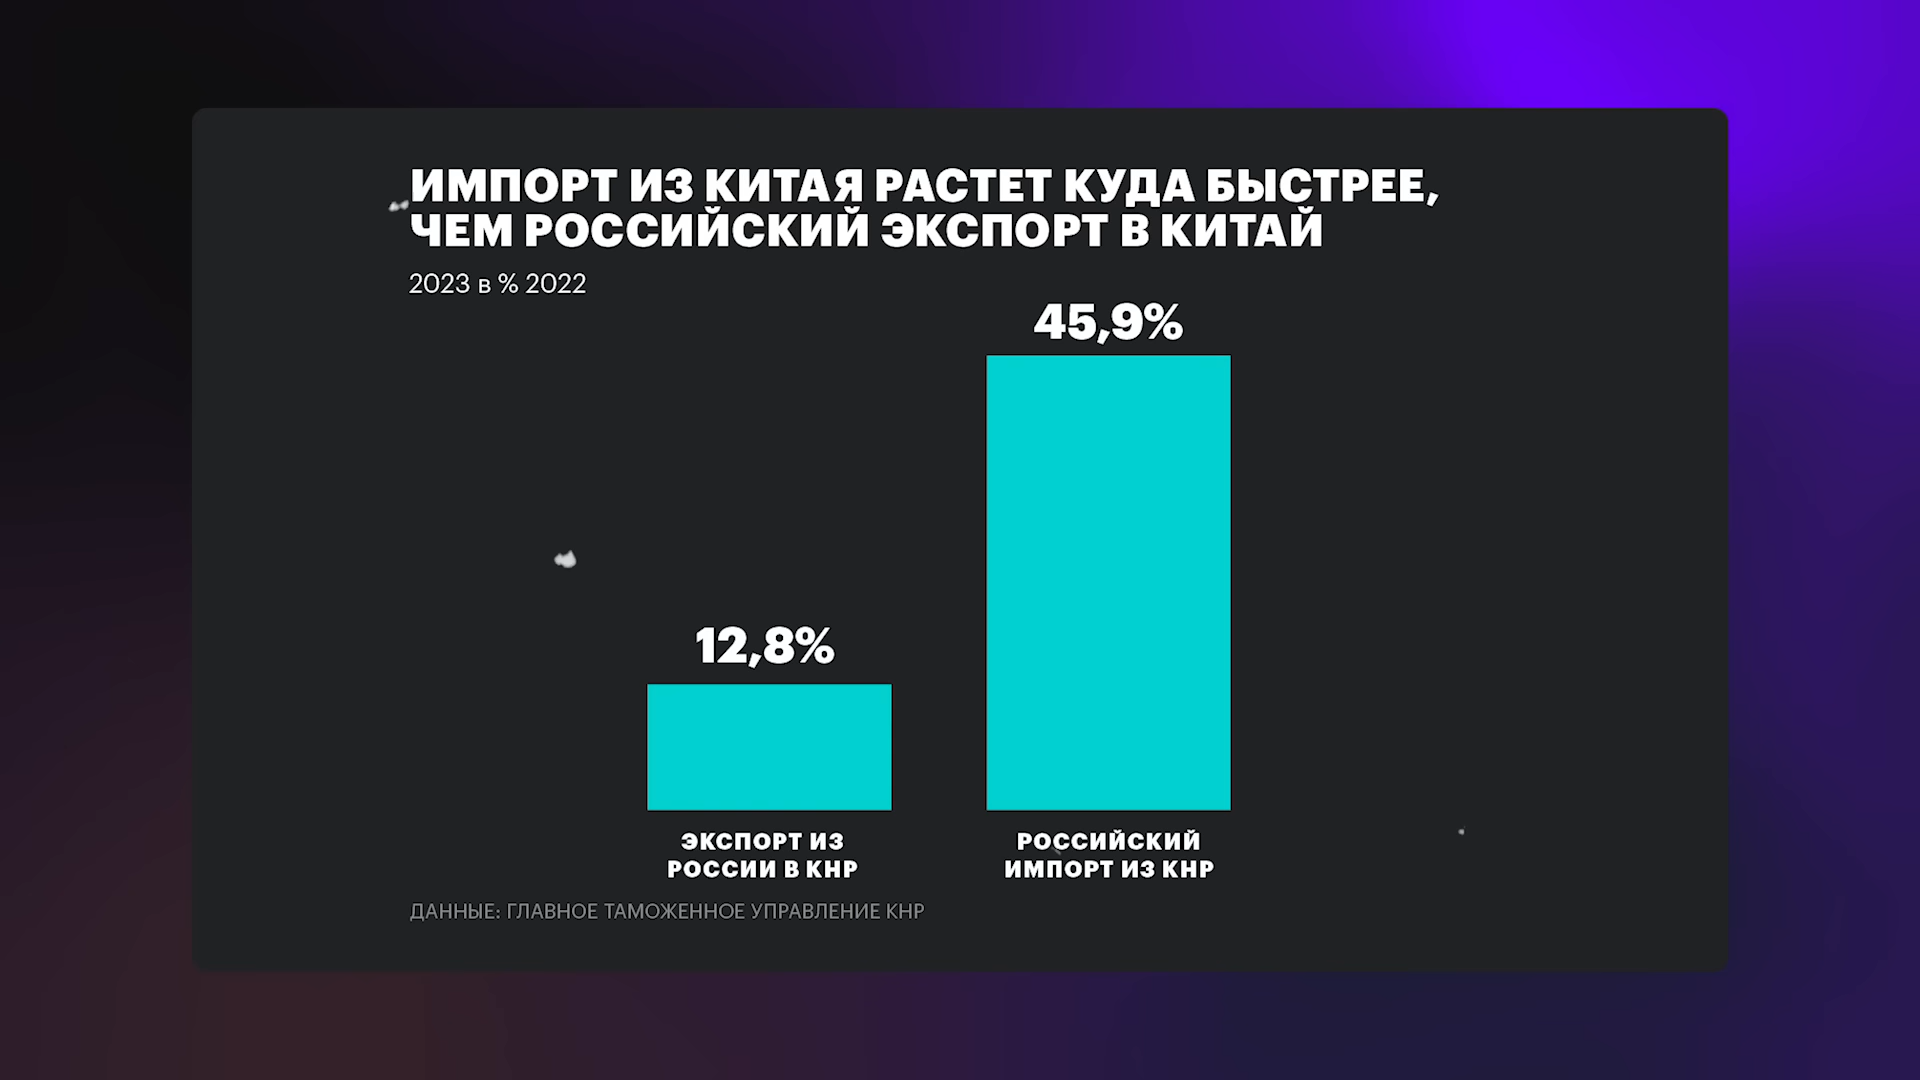 ИМПОРТ ИЗ КИТАЯ РАСТЕТ КУДА БЫСТРЕЕ,
ЧЕМ РОССИЙСКИЙ ЭКСПОРТ В КИТАЙ
2023 в % 2022
45,9%
12,8%
ЭКСПОРТ ИЗ
РОССИИ В КНР
РОССИЙСКИЙ
ИМПОРТ ИЗ КНР
ДАННЫЕ: ГЛАВНОЕ ТАМОЖЕННОЕ УПРАВЛЕНИЕ КНР